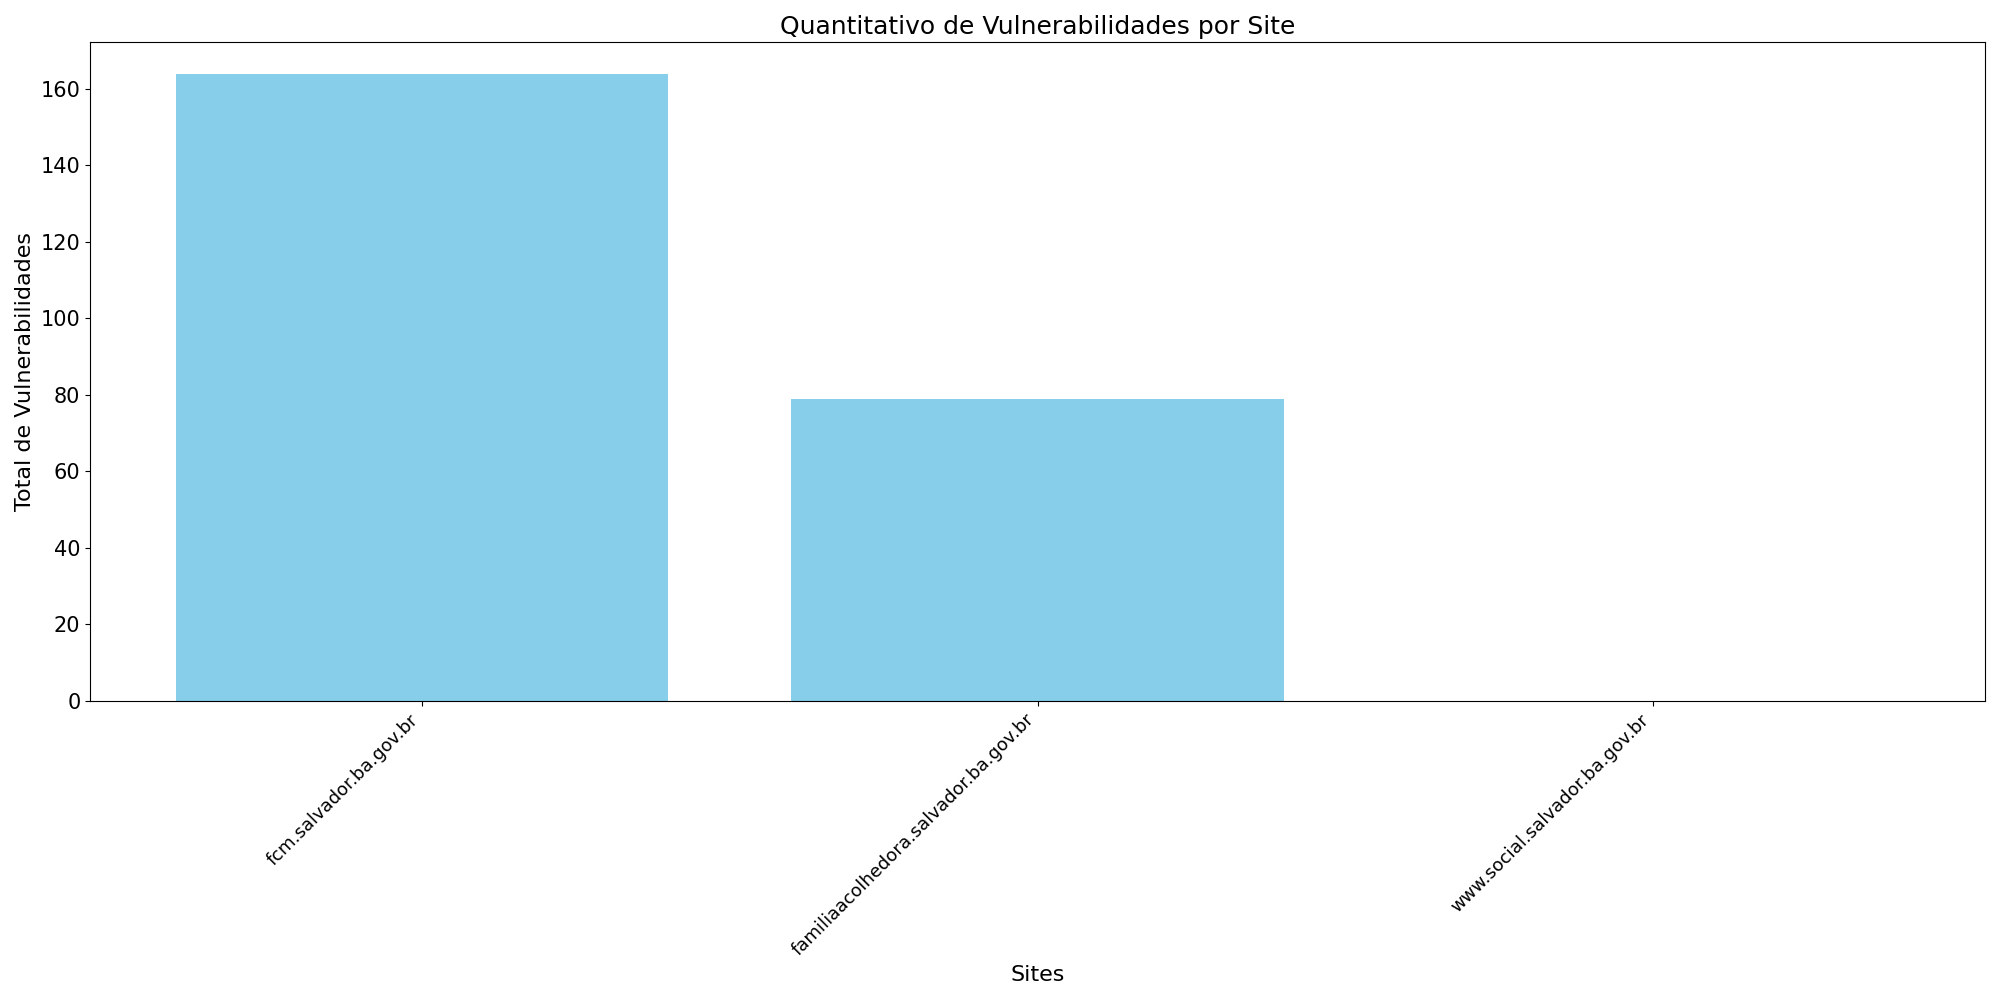 Quantitativo de Vulnerabilidades por Site
Total de Vulnerabilidades
160
140
120
100
80
60
40
20
0
fcm.salvador.ba.gov.br
familiaacolhedora.salvador.ba.gov.br
www.social.salvador.ba.gov.br
Sites